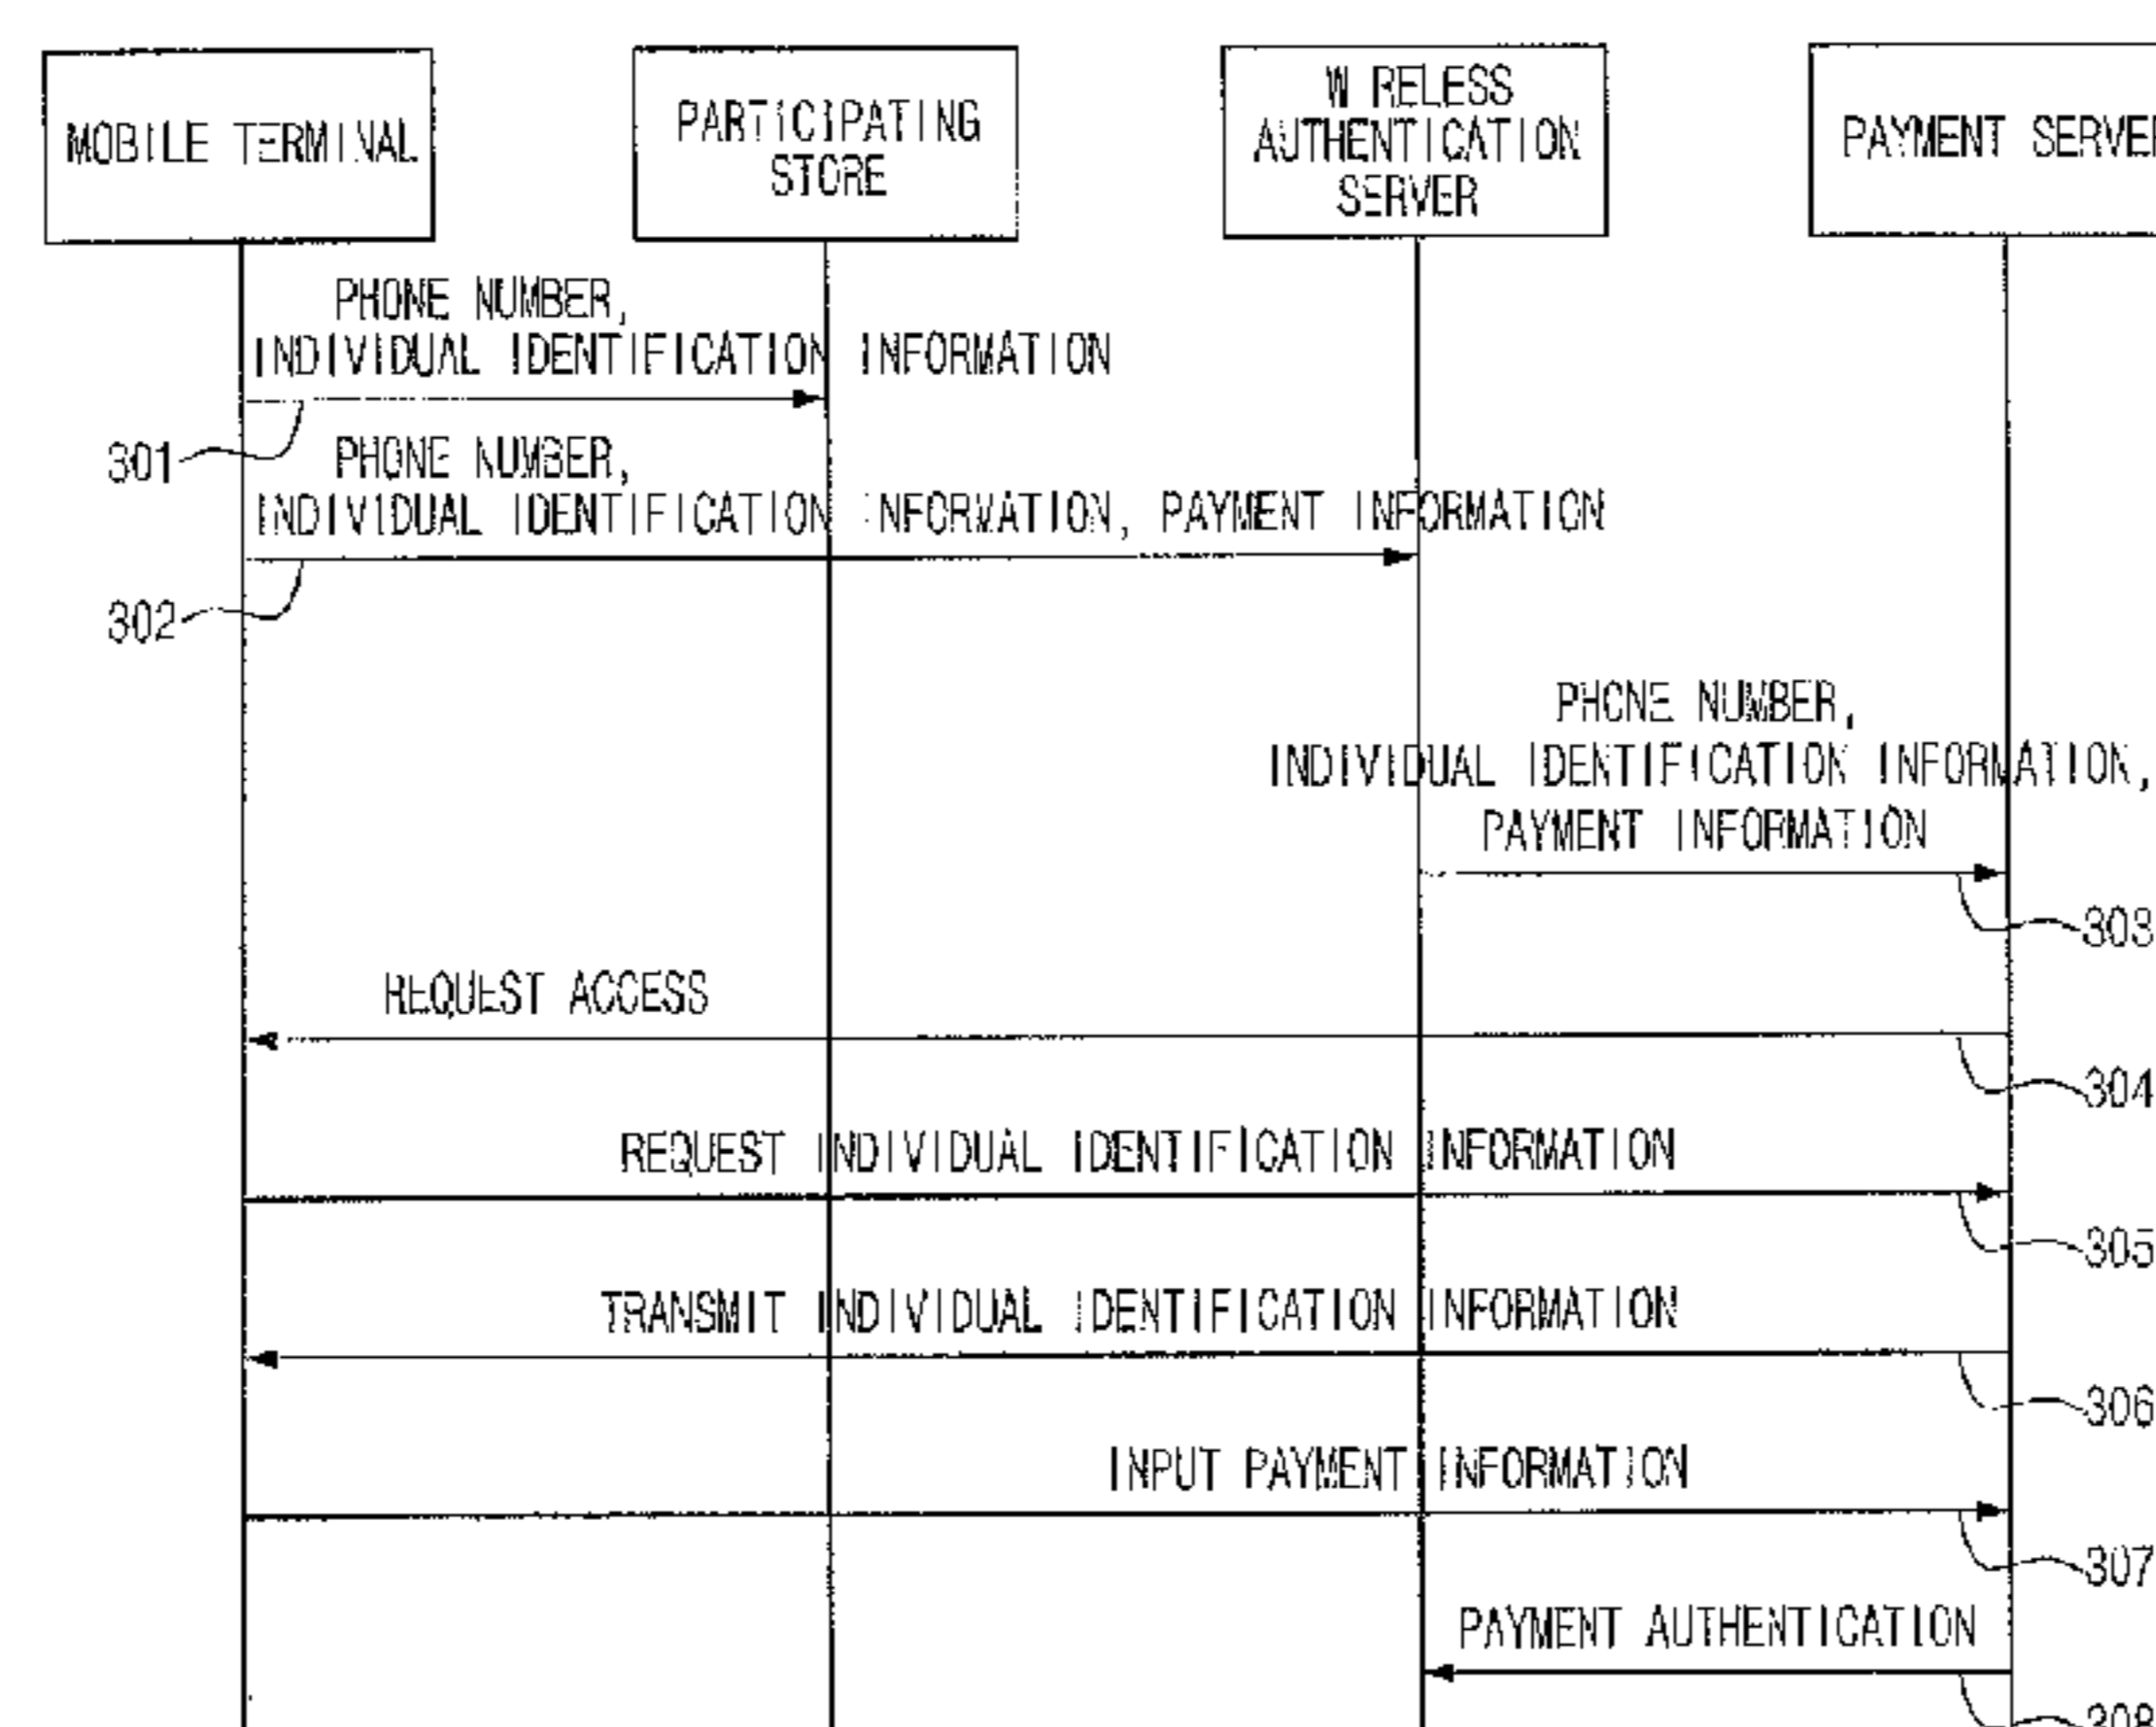 MOBILE TERMINAL
PARTICIPATING
STORE
WIRELESS
AUTHENTICATION
SERVER
PAYMENT SERVER
PHONE NUMBER,
INDIVIDUAL IDENTIFICATION INFORMATION
301
PHONE NUMBER,
INDIVIDUAL IDENTIFICATION INFORMATION, PAYMENT INFORMATION
302
PHONE NUMBER,
INDIVIDUAL IDENTIFICATION INFORMATION,
PAYMENT INFORMATION
303
REQUEST ACCESS
304
REQUEST INDIVIDUAL IDENTIFICATION INFORMATION
305
TRANSMIT INDIVIDUAL IDENTIFICATION INFORMATION
306
INPUT PAYMENT INFORMATION
307
PAYMENT AUTHENTICATION
308